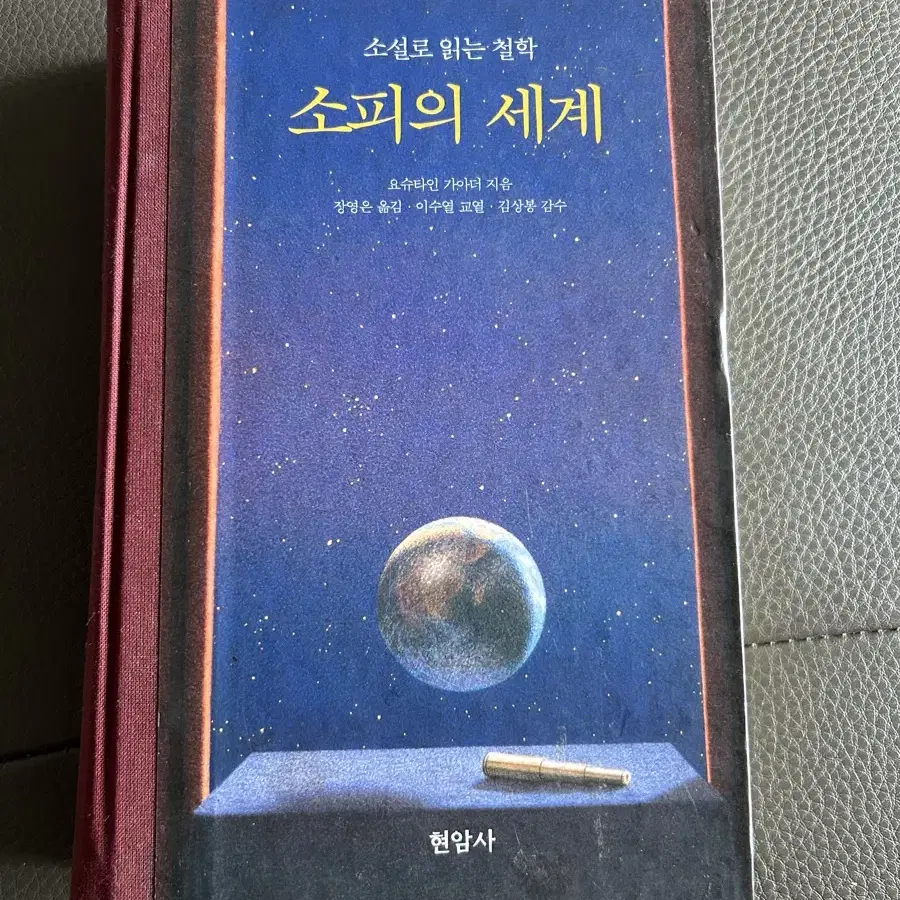 소설로 읽는 철학
소피의 세계
요슈타인 가아더 지음
장영은 옮김 · 이수열 교열 · 김상봉 감수
현암사